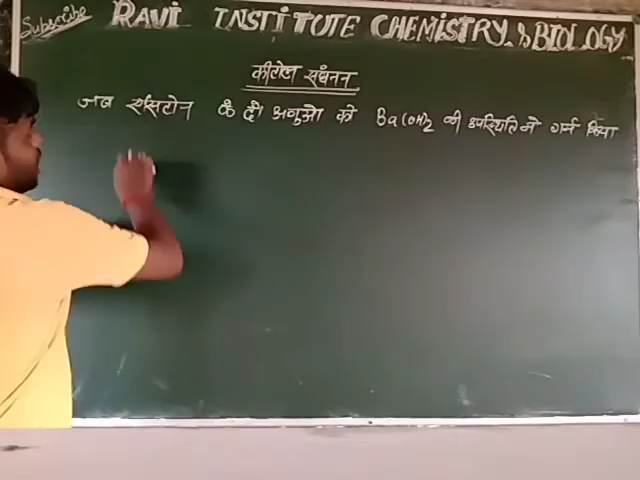 Subscribe
RAVI INSTITUTE CHEMISTRY & BIOLOGY
कीटोल संघनन
जब एसिटोन के दो अणुओ को Ba(OH)2 की उपस्थिति मे गर्म किया